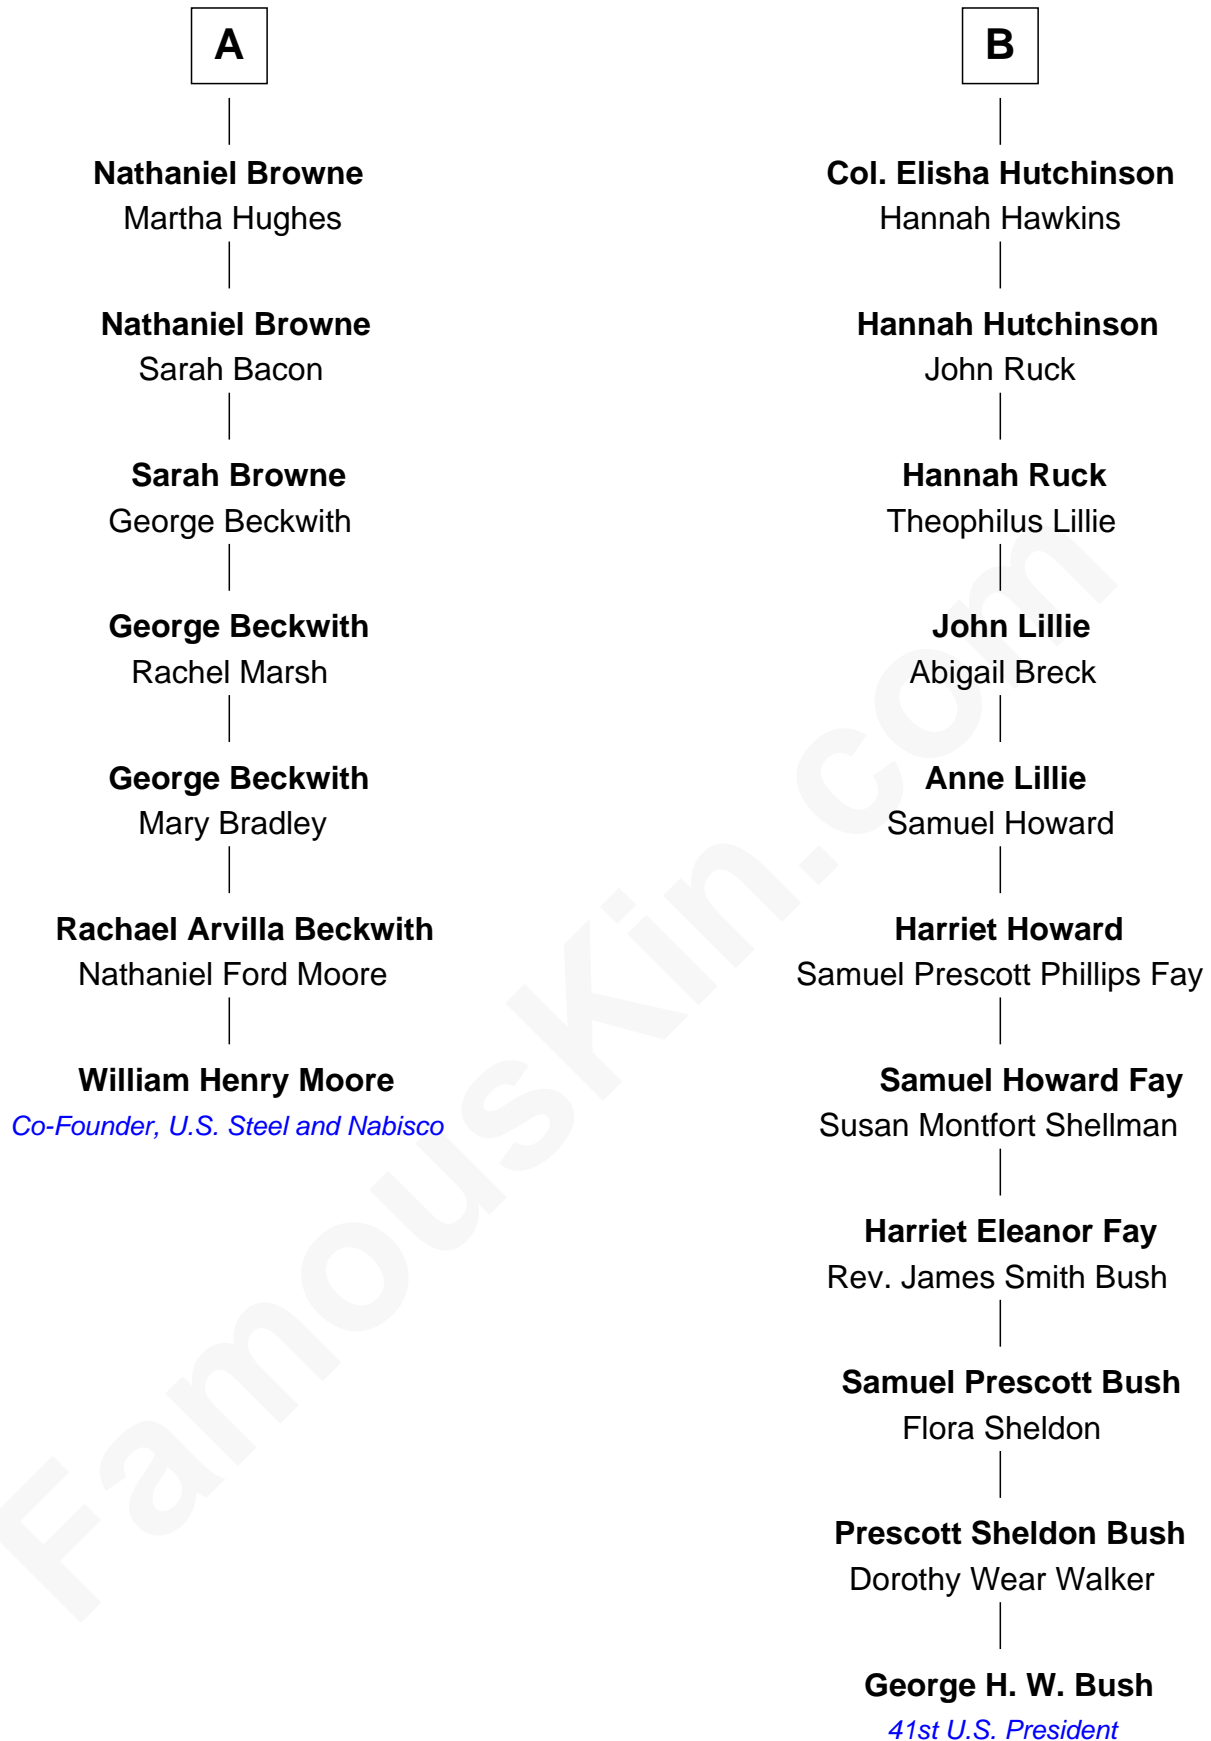 A
Nathaniel Browne
Martha Hughes
Nathaniel Browne
Sarah Bacon
Sarah Browne
George Beckwith
George Beckwith
Rachel Marsh
George Beckwith
Mary Bradley
Rachael Arvilla Beckwith
Nathaniel Ford Moore
William Henry Moore
Co-Founder, U.S. Steel and Nabisco
B
Col. Elisha Hutchinson
Hannah Hawkins
Hannah Hutchinson
John Ruck
Hannah Ruck
Theophilus Lillie
John Lillie
Abigail Breck
Anne Lillie
Samuel Howard
Harriet Howard
Samuel Prescott Phillips Fay
Samuel Howard Fay
Susan Montfort Shellman
Harriet Eleanor Fay
Rev. James Smith Bush
Samuel Prescott Bush
Flora Sheldon
Prescott Sheldon Bush
Dorothy Wear Walker
George H. W. Bush
41st U.S. President
FamousKin.com